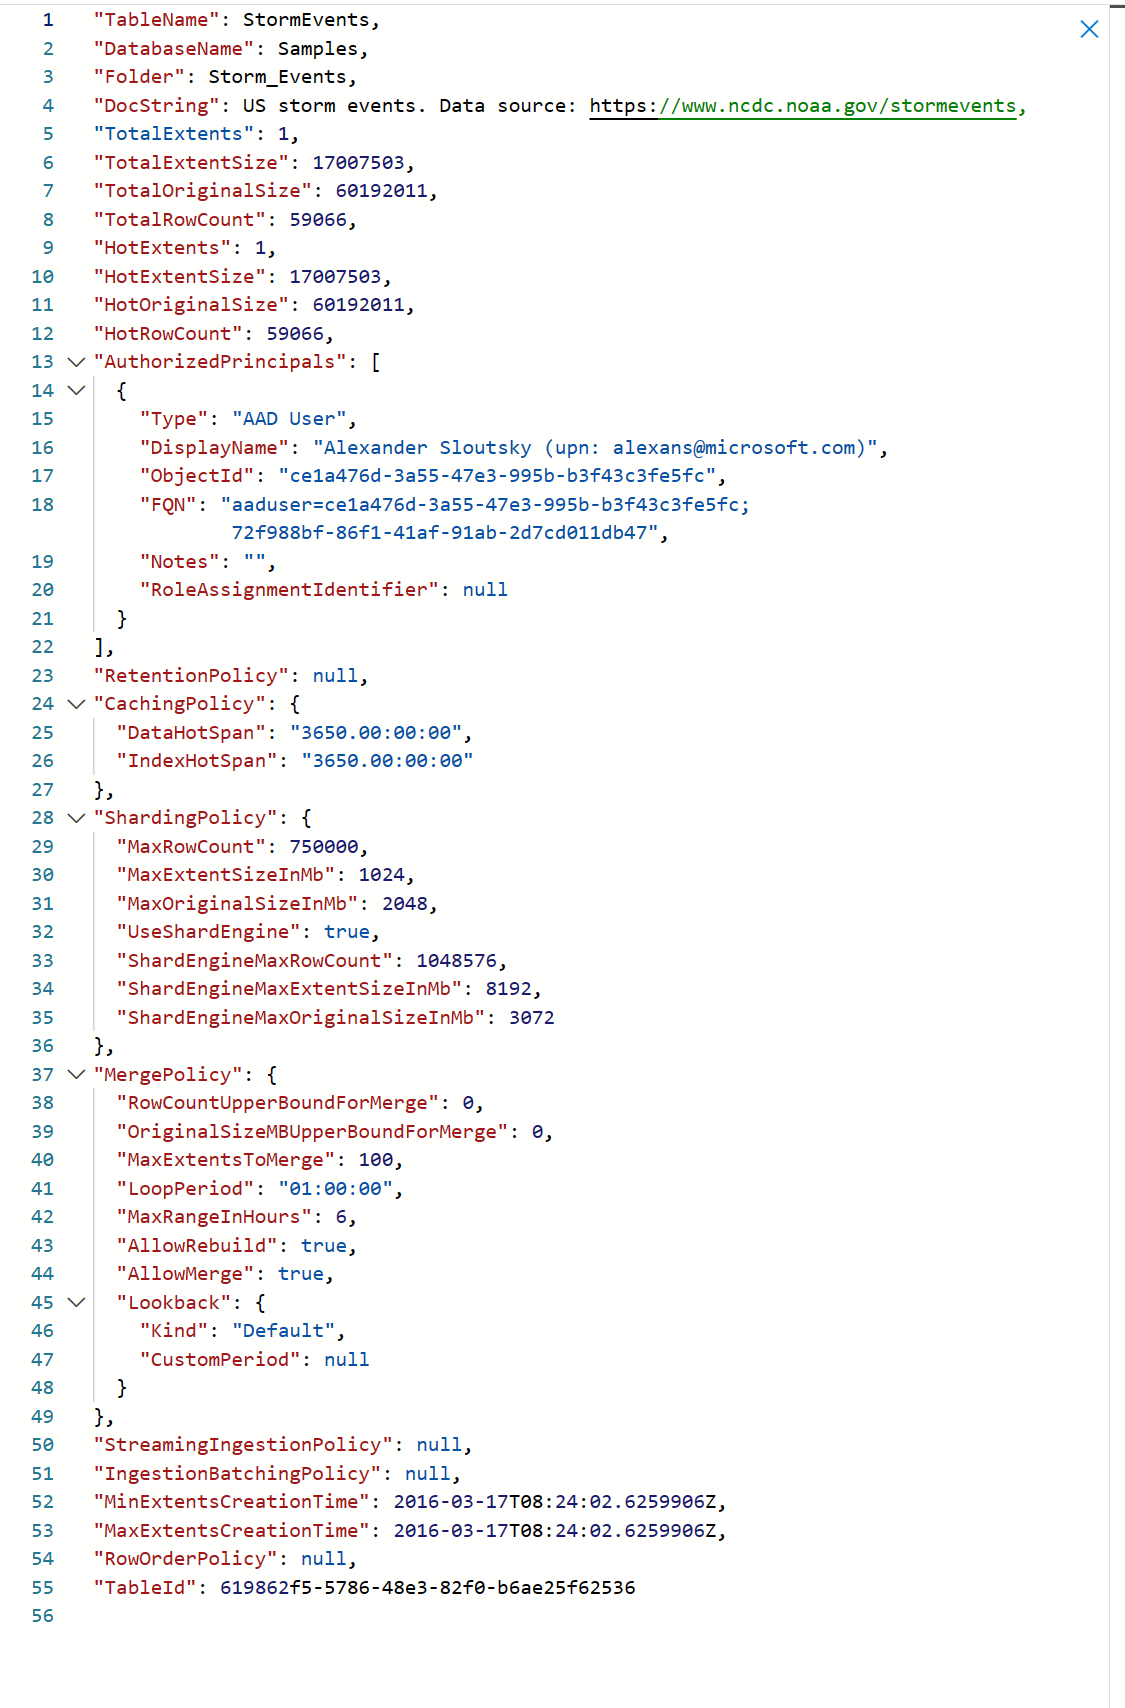 1 "TableName": StormEvents,
2 "DatabaseName": Samples,
3 "Folder": Storm_Events,
4 "DocString": US storm events. Data source: https://www.ncdc.noaa.gov/stormevents,
5 "TotalExtents": 1,
6 "TotalExtentSize": 17007503,
7 "TotalOriginalSize": 60192011,
8 "TotalRowCount": 59066,
9 "HotExtents": 1,
10 "HotExtentSize": 17007503,
11 "HotOriginalSize": 60192011,
12 "HotRowCount": 59066,
13 "AuthorizedPrincipals": [
14 {
15 "Type": "AAD User",
16 "DisplayName": "Alexander Sloutsky (upn: alexans@microsoft.com)",
17 "ObjectId": "ce1a476d-3a55-47e3-995b-b3f43c3fe5fc",
18 "FQN": "aaduser=ce1a476d-3a55-47e3-995b-b3f43c3fe5fc;
72f988bf-86f1-41af-91ab-2d7cd011db47",
19 "Notes": "",
20 "RoleAssignmentIdentifier": null
21 }
22 ],
23 "RetentionPolicy": null,
24 "CachingPolicy": {
25 "DataHotSpan": "3650.00:00:00",
26 "IndexHotSpan": "3650.00:00:00"
27 },
28 "ShardingPolicy": {
29 "MaxRowCount": 750000,
30 "MaxExtentSizeInMb": 1024,
31 "MaxOriginalSizeInMb": 2048,
32 "UseShardEngine": true,
33 "ShardEngineMaxRowCount": 1048576,
34 "ShardEngineMaxExtentSizeInMb": 8192,
35 "ShardEngineMaxOriginalSizeInMb": 3072
36 },
37 "MergePolicy": {
38 "RowCountUpperBoundForMerge": 0,
39 "OriginalSizeMBUpperBoundForMerge": 0,
40 "MaxExtentsToMerge": 100,
41 "LoopPeriod": "01:00:00",
42 "MaxRangeInHours": 6,
43 "AllowRebuild": true,
44 "AllowMerge": true,
45 "Lookback": {
46 "Kind": "Default",
47 "CustomPeriod": null
48 }
49 },
50 "StreamingIngestionPolicy": null,
51 "IngestionBatchingPolicy": null,
52 "MinExtentsCreationTime": 2016-03-17T08:24:02.6259906Z,
53 "MaxExtentsCreationTime": 2016-03-17T08:24:02.6259906Z,
54 "RowOrderPolicy": null,
55 "TableId": 619862f5-5786-48e3-82f0-b6ae25f62536
56